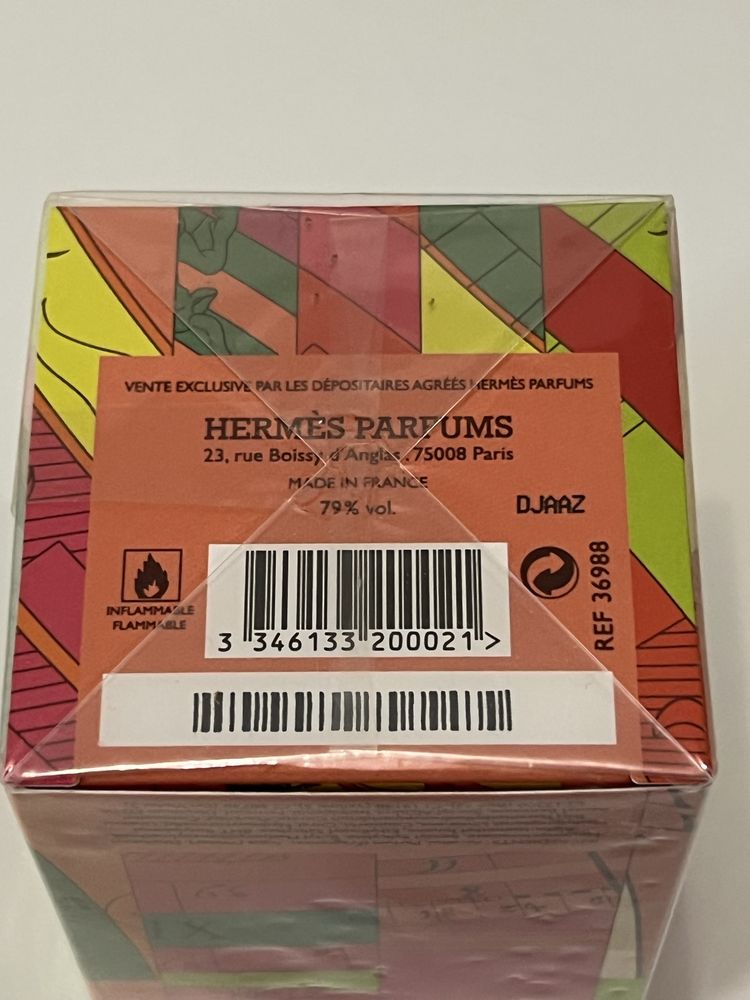 VENTE EXCLUSIVE PAR LES DÉPOSITAIRES AGRÉÉS HERMÈS PARFUMS
HERMÈS PARFUMS
23, rue Boissy d'Anglas . 75008 Paris
MADE IN FRANCE
79% vol.
DJAAZ
INFLAMMABLE
FLAMMABLE
REF 36988
3 346133 200021 >